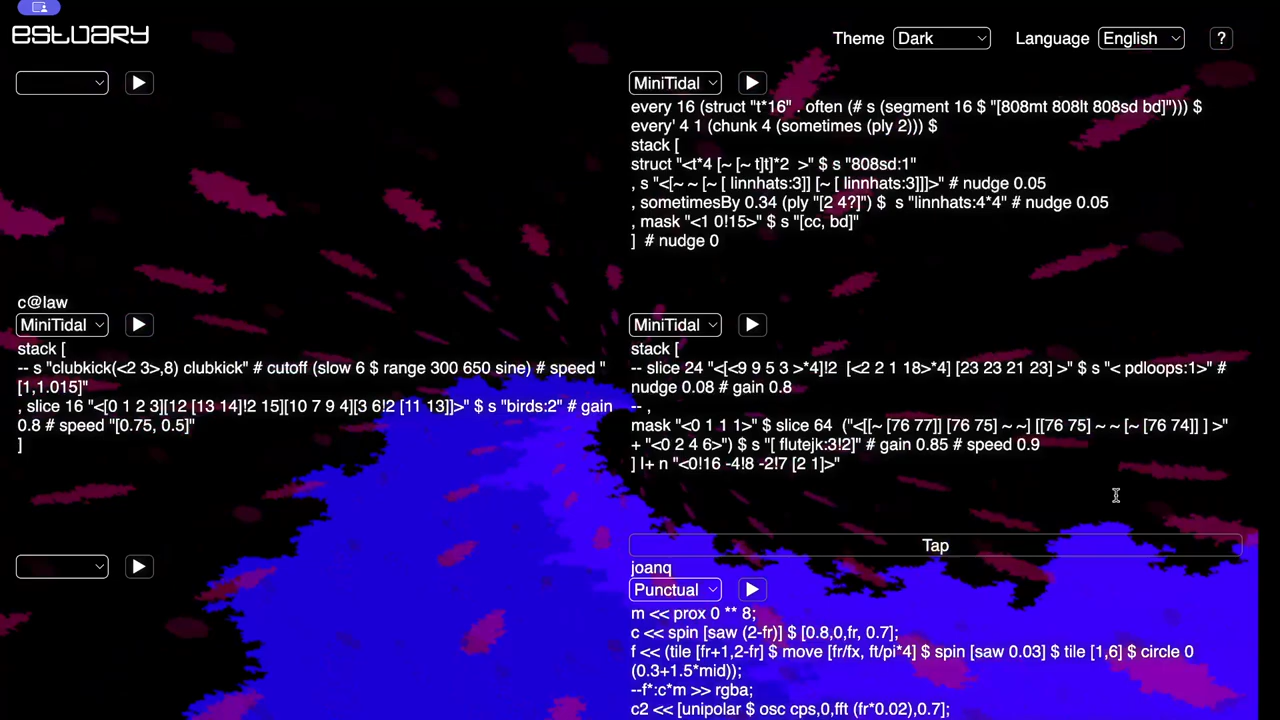 estuary
Theme Dark Language English ?
MiniTidal
every 16 (struct "t*16" . often (# s (segment 16 $ "[808mt 808lt 808sd bd]"))) $
every' 4 1 (chunk 4 (sometimes (ply 2))) $
stack [
struct "<t*4 [~ [~ t]t]*2  >" $ s "808sd:1"
, s "<[~ ~ [~ [ linnhats:3]] [~ [ linnhats:3]]]>" # nudge 0.05
, sometimesBy 0.34 (ply "[2 4?]") $  s "linnhats:4*4" # nudge 0.05
, mask "<1 0!15>" $ s "[cc, bd]"
]  # nudge 0
c@law
MiniTidal
stack [
-- s "clubkick(<2 3>,8) clubkick" # cutoff (slow 6 $ range 300 650 sine) # speed "
[1,1.015]"
, slice 16 "<[0 1 2 3][12 [13 14]!2 15][10 7 9 4][3 6!2 [11 13]]>" $ s "birds:2" # gain
0.8 # speed "[0.75, 0.5]"
]
MiniTidal
stack [
-- slice 24 "<[<9 9 5 3 >*4]!2  [<2 2 1 18>*4] [23 23 21 23] >" $ s "< pdloops:1>" #
nudge 0.08 # gain 0.8
-- ,
mask "<0 1 1 1>" $ slice 64  ("<[[~ [76 77]] [76 75] ~ ~] [[76 75] ~ ~ [~ [76 74]] ] >"
+ "<0 2 4 6>") $ s "[ flutejk:3!2]" # gain 0.85 # speed 0.9
] |+ n "<0!16 -4!8 -2!7 [2 1]>"
Tap
joanq
Punctual
m << prox 0 ** 8;
c << spin [saw (2-fr)] $ [0.8,0,fr, 0.7];
f << (tile [fr+1,2-fr] $ move [fr/fx, ft/pi*4] $ spin [saw 0.03] $ tile [1,6] $ circle 0
(0.3+1.5*mid));
--f*:c*m >> rgba;
c2 << [unipolar $ osc cps,0,fft (fr*0.02),0.7];